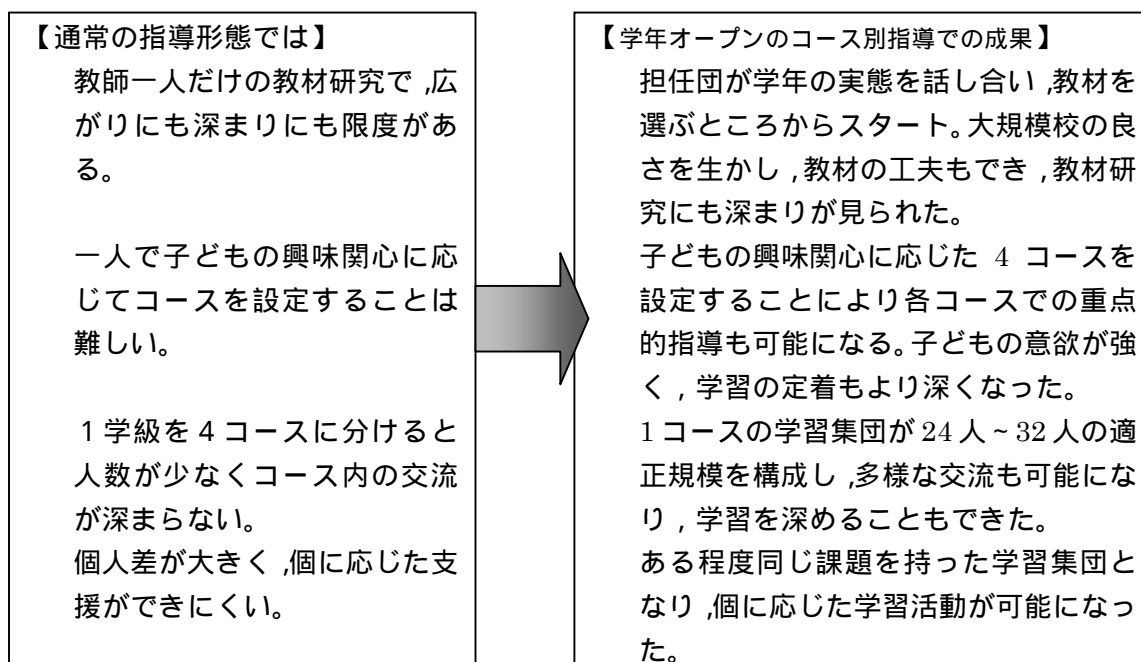 【通常の指導形態では】
教師一人だけの教材研究で,広
がりにも深まりにも限度があ
る。
一人で子どもの興味関心に応
じてコースを設定することは
難しい。
1学級を4コースに分けると
人数が少なくコース内の交流
が深まらない。
個人差が大きく,個に応じた支
援ができにくい。
【学年オープンのコース別指導での成果】
担任団が学年の実態を話し合い,教材を
選ぶところからスタート。大規模校の良
さを生かし,教材の工夫もでき,教材研
究にも深まりが見られた。
子どもの興味関心に応じた 4 コースを
設定することにより各コースでの重点
的指導も可能になる。子どもの意欲が強
く,学習の定着もより深くなった。
1コースの学習集団が24人~32人の適
正規模を構成し,多様な交流も可能にな
り,学習を深めることもできた。
ある程度同じ課題を持った学習集団と
なり,個に応じた学習活動が可能になっ
た。